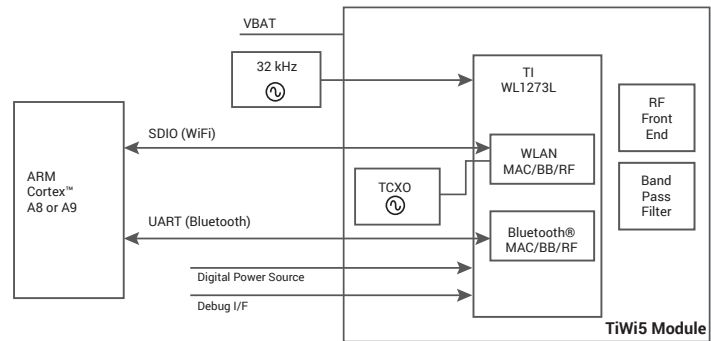 VBAT
32 kHz
TI
WL1273L
RF
Front
End
SDIO (WiFi)
WLAN
MAC/BB/RF
ARM
Cortex™
A8 or A9
TCXO
Band
Pass
Filter
UART (Bluetooth)
Bluetooth®
MAC/BB/RF
Digital Power Source
Debug I/F
TiWi5 Module